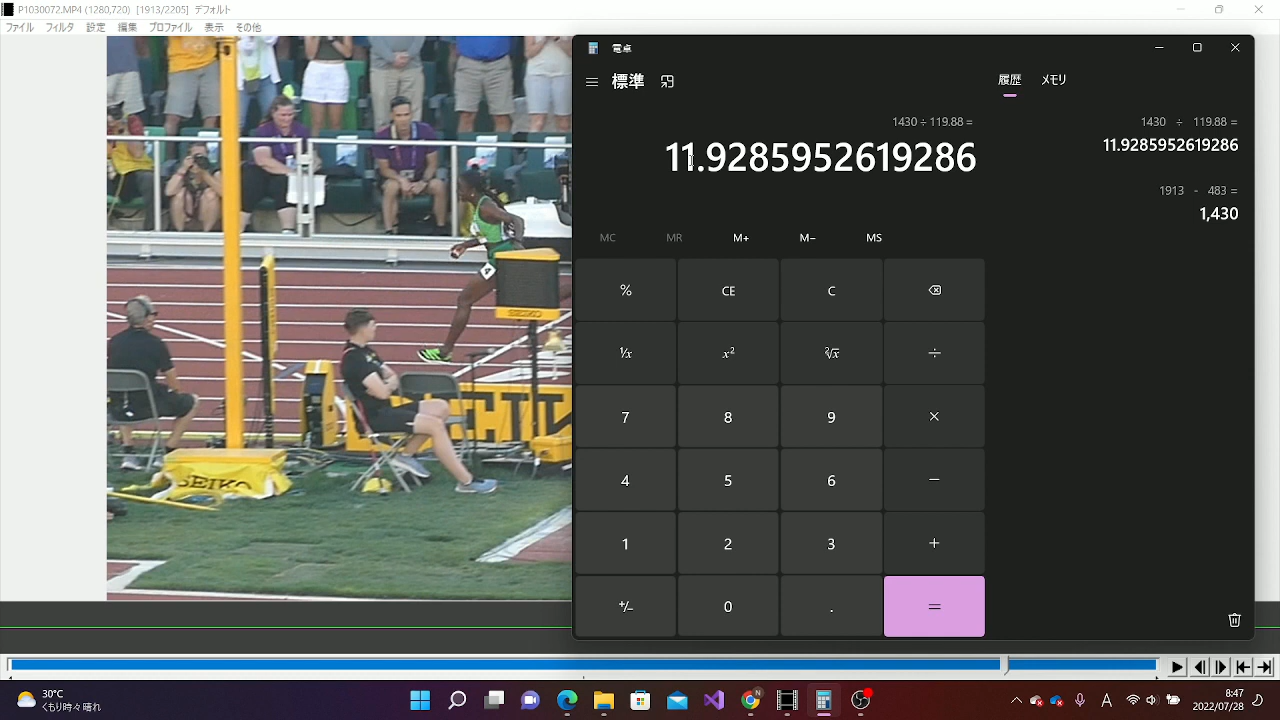 P1030072.MP4 (1280,720) [1913/2205] デフォルト
ファイル フィルタ 設定 編集 プロファイル 表示 その他
電卓
標準
履歴 メモリ
1430 ÷ 119.88 =
11.9285952619286
1430 ÷ 119.88 =
11.9285952619286
1913 - 483 =
1,430
MC MR M+ M− MS
% CE C
¹⁄x x² ²√x ÷
7 8 9 ×
4 5 6 −
1 2 3 +
+/− 0 . =
4
SEIKO
30°C
くもり時々晴れ
A
2022/07/28